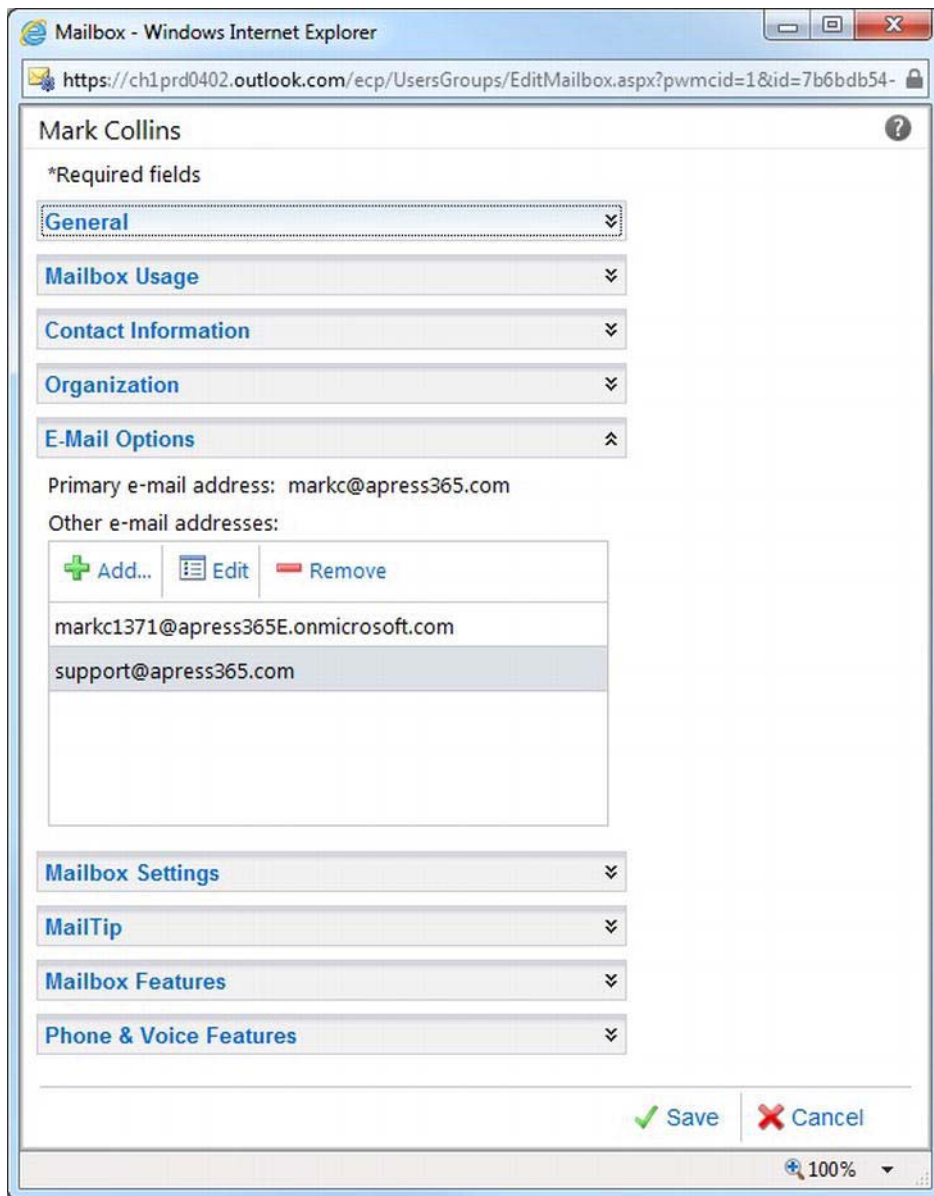 Mailbox - Windows Internet Explorer
https://ch1prd0402.outlook.com/ecp/UsersGroups/EditMailbox.aspx?pwmcid=1&id=7b6bdb54-
Mark Collins
*Required fields
General
Mailbox Usage
Contact Information
Organization
E-Mail Options
Primary e-mail address: markc@apress365.com
Other e-mail addresses:
Add... Edit Remove
markc1371@apress365E.onmicrosoft.com
support@apress365.com
Mailbox Settings
MailTip
Mailbox Features
Phone & Voice Features
Save Cancel
100%